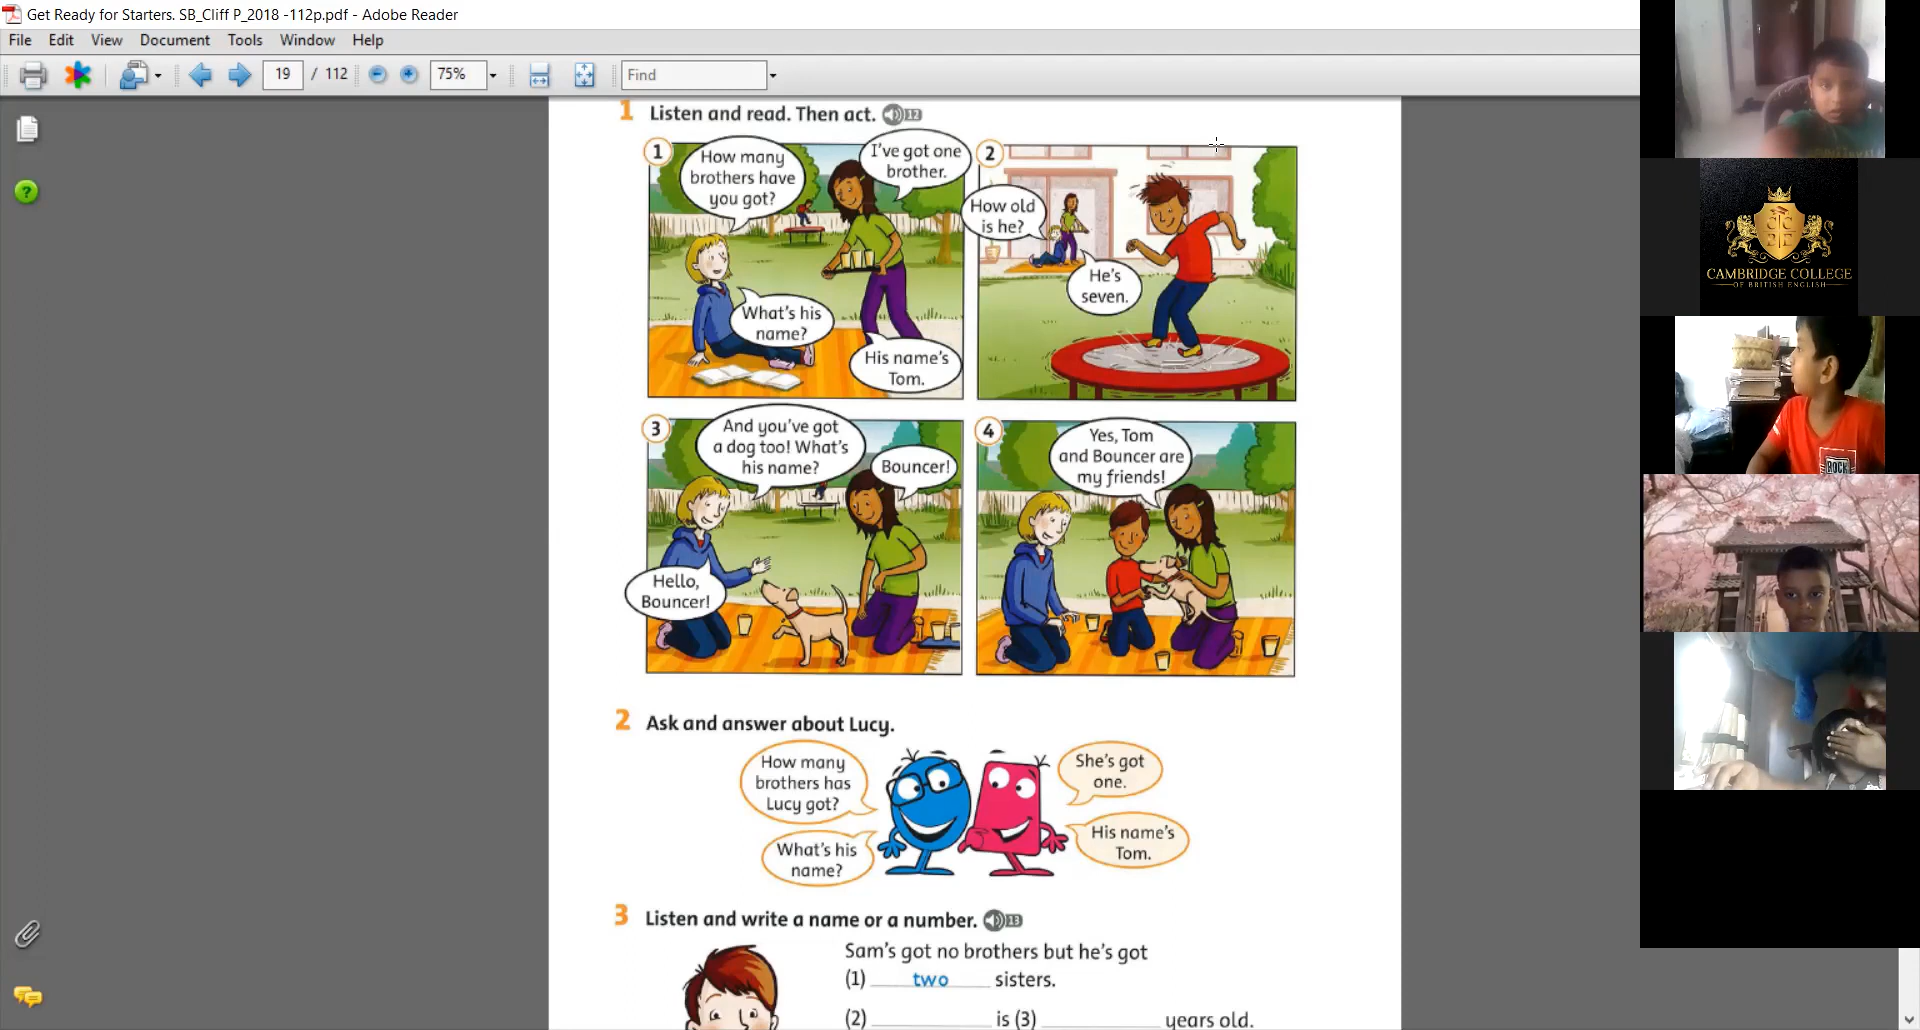 Get Ready for Starters. SB_Cliff P_2018 -112p.pdf - Adobe Reader
File Edit View Document Tools Window Help
19 / 112 75% Find
1 Listen and read. Then act. 12
1
How many
brothers have
you got?
I've got one
brother.
What's his
name?
His name's
Tom.
2
How old
is he?
He's
seven.
3
And you've got
a dog too! What's
his name?
Bouncer!
Hello,
Bouncer!
4
Yes, Tom
and Bouncer are
my friends!
2 Ask and answer about Lucy.
How many
brothers has
Lucy got?
She's got
one.
What's his
name?
His name's
Tom.
3 Listen and write a name or a number. 13
Sam's got no brothers but he's got
(1) two sisters.
(2) is (3) years old.
CAMBRIDGE COLLEGE
OF BRITISH ENGLISH
ROCK